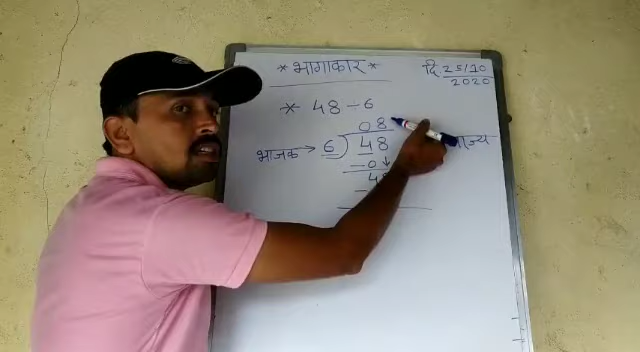 * भागाकार *
दि. 25/10
2020
* 48 ÷ 6
08
भाजक → 6 ) 48
- 0 ↓
48
-